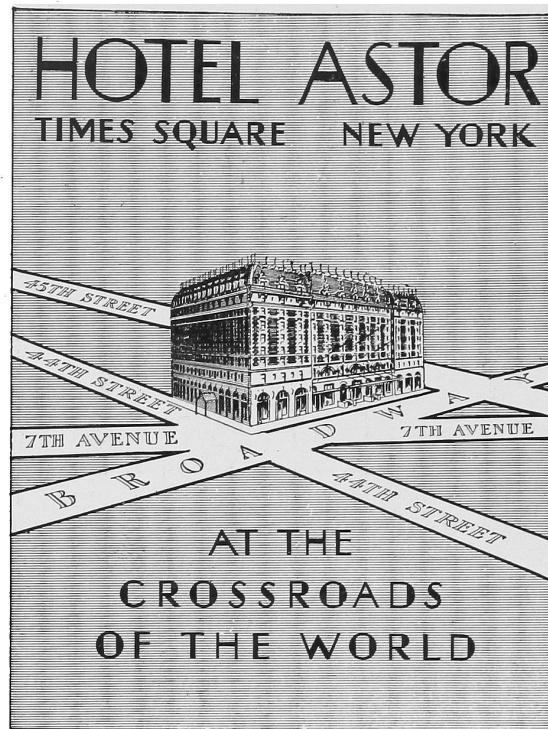 HOTEL ASTOR
TIMES SQUARE NEW YORK
45TH STREET
44TH STREET
7TH AVENUE
7TH AVENUE
BROADWAY
44TH STREET
AT THE
CROSSROADS
OF THE WORLD